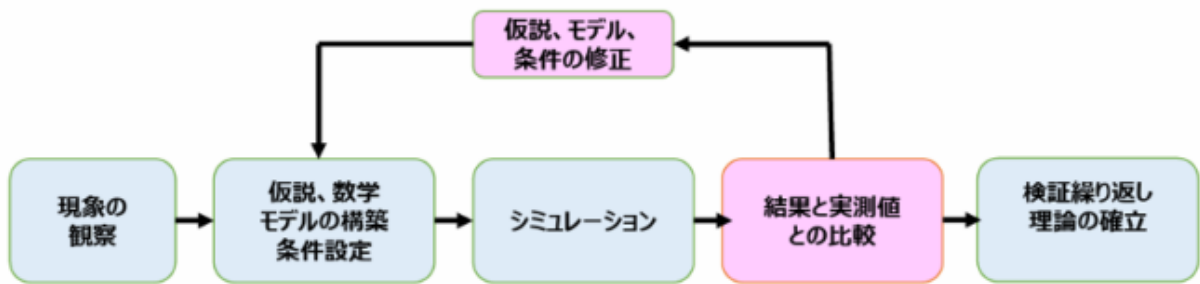 仮説、モデル、
条件の修正
現象の
観察
仮説、数学
モデルの構築
条件設定
シミュレーション
結果と実測値
との比較
検証繰り返し
理論の確立